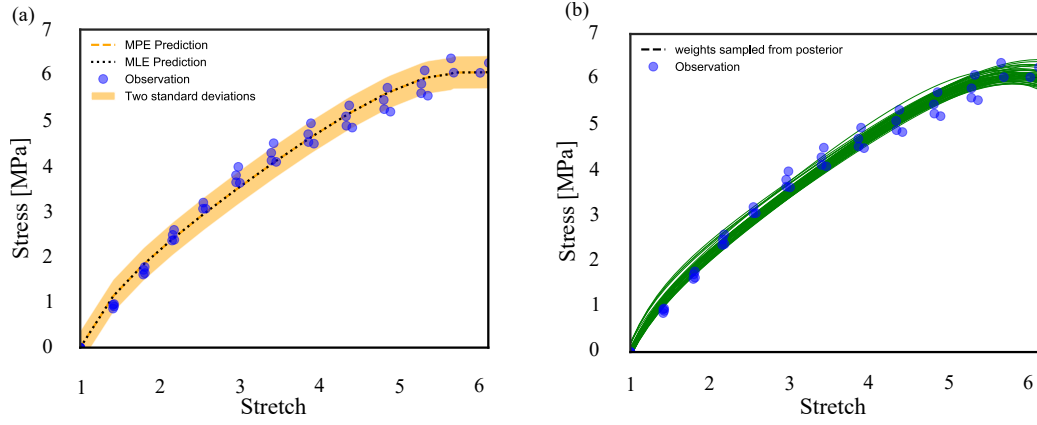 (a)
7
6
5
4
3
2
1
0
Stress [MPa]
MPE Prediction
MLE Prediction
Observation
Two standard deviations
1 2 3 4 5 6
Stretch
(b)
7
6
5
4
3
2
1
0
Stress [MPa]
weights sampled from posterior
Observation
1 2 3 4 5 6
Stretch